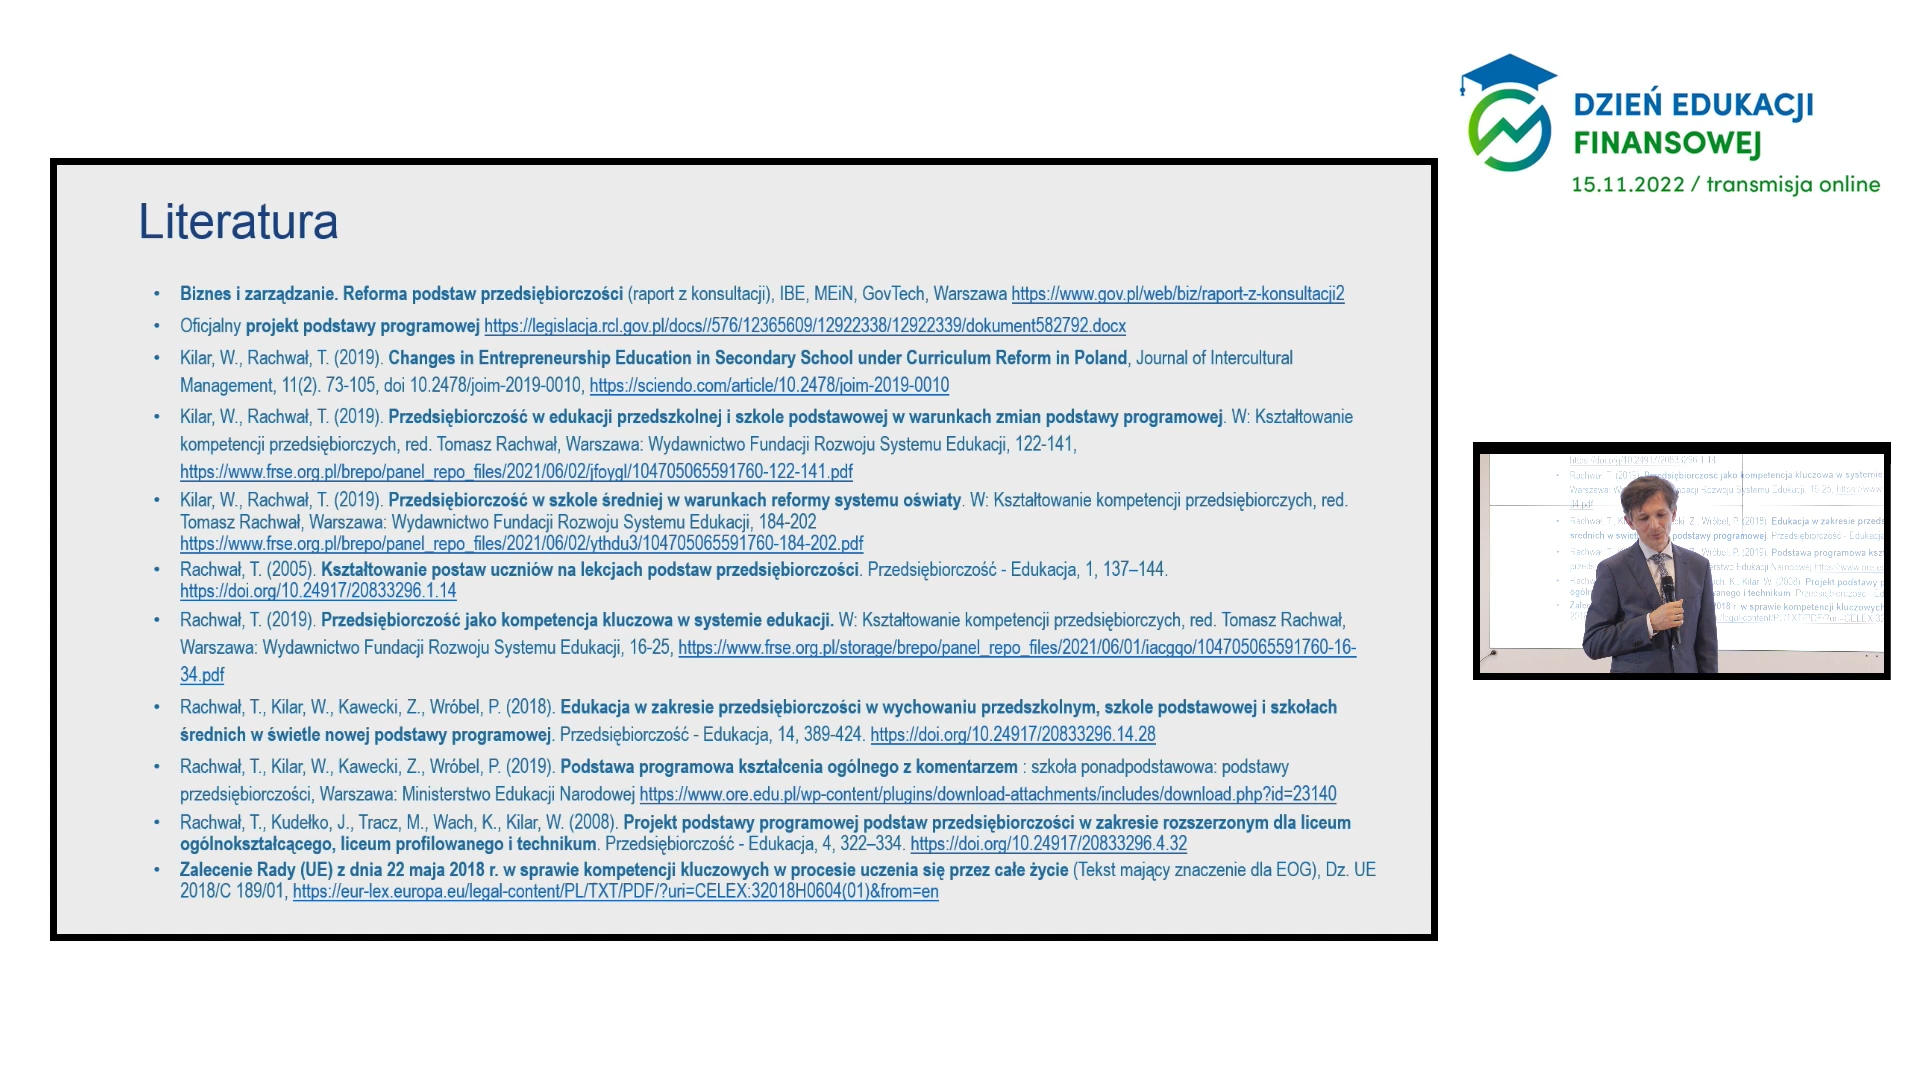 DZIEŃ EDUKACJI
FINANSOWEJ
15.11.2022 / transmisja online
Literatura
• Biznes i zarządzanie. Reforma podstaw przedsiębiorczości (raport z konsultacji), IBE, MEiN, GovTech, Warszawa https://www.gov.pl/web/biz/raport-z-konsultacji2
• Oficjalny projekt podstawy programowej https://legislacja.rcl.gov.pl/docs//576/12365609/12922338/12922339/dokument582792.docx
• Kilar, W., Rachwał, T. (2019). Changes in Entrepreneurship Education in Secondary School under Curriculum Reform in Poland, Journal of Intercultural
Management, 11(2). 73-105, doi 10.2478/joim-2019-0010, https://sciendo.com/article/10.2478/joim-2019-0010
• Kilar, W., Rachwał, T. (2019). Przedsiębiorczość w edukacji przedszkolnej i szkole podstawowej w warunkach zmian podstawy programowej. W: Kształtowanie
kompetencji przedsiębiorczych, red. Tomasz Rachwał, Warszawa: Wydawnictwo Fundacji Rozwoju Systemu Edukacji, 122-141,
https://www.frse.org.pl/brepo/panel_repo_files/2021/06/02/jfoygl/104705065591760-122-141.pdf
• Kilar, W., Rachwał, T. (2019). Przedsiębiorczość w szkole średniej w warunkach reformy systemu oświaty. W: Kształtowanie kompetencji przedsiębiorczych, red.
Tomasz Rachwał, Warszawa: Wydawnictwo Fundacji Rozwoju Systemu Edukacji, 184-202
https://www.frse.org.pl/brepo/panel_repo_files/2021/06/02/ythdu3/104705065591760-184-202.pdf
• Rachwał, T. (2005). Kształtowanie postaw uczniów na lekcjach podstaw przedsiębiorczości. Przedsiębiorczość - Edukacja, 1, 137–144.
https://doi.org/10.24917/20833296.1.14
• Rachwał, T. (2019). Przedsiębiorczość jako kompetencja kluczowa w systemie edukacji. W: Kształtowanie kompetencji przedsiębiorczych, red. Tomasz Rachwał,
Warszawa: Wydawnictwo Fundacji Rozwoju Systemu Edukacji, 16-25, https://www.frse.org.pl/storage/brepo/panel_repo_files/2021/06/01/iacgqo/104705065591760-16-
34.pdf
• Rachwał, T., Kilar, W., Kawecki, Z., Wróbel, P. (2018). Edukacja w zakresie przedsiębiorczości w wychowaniu przedszkolnym, szkole podstawowej i szkołach
średnich w świetle nowej podstawy programowej. Przedsiębiorczość - Edukacja, 14, 389-424. https://doi.org/10.24917/20833296.14.28
• Rachwał, T., Kilar, W., Kawecki, Z., Wróbel, P. (2019). Podstawa programowa kształcenia ogólnego z komentarzem : szkoła ponadpodstawowa: podstawy
przedsiębiorczości, Warszawa: Ministerstwo Edukacji Narodowej https://www.ore.edu.pl/wp-content/plugins/download-attachments/includes/download.php?id=23140
• Rachwał, T., Kudełko, J., Tracz, M., Wach, K., Kilar, W. (2008). Projekt podstawy programowej podstaw przedsiębiorczości w zakresie rozszerzonym dla liceum
ogólnokształcącego, liceum profilowanego i technikum. Przedsiębiorczość - Edukacja, 4, 322–334. https://doi.org/10.24917/20833296.4.32
• Zalecenie Rady (UE) z dnia 22 maja 2018 r. w sprawie kompetencji kluczowych w procesie uczenia się przez całe życie (Tekst mający znaczenie dla EOG), Dz. UE
2018/C 189/01, https://eur-lex.europa.eu/legal-content/PL/TXT/PDF/?uri=CELEX:32018H0604(01)&from=en